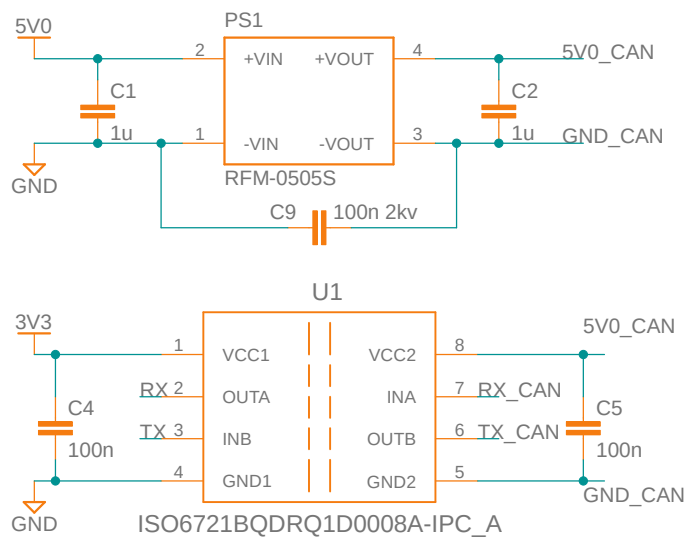 PS1
5V0
2 +VIN +VOUT 4 5V0_CAN
C1 C2
1u 1 -VIN -VOUT 3 1u GND_CAN
GND RFM-0505S
C9 100n 2kv
U1
3V3 5V0_CAN
1 VCC1 VCC2 8
RX 2 OUTA INA 7 RX_CAN
C4 C5
TX 3 INB OUTB 6 TX_CAN
100n 100n
4 GND1 GND2 5
GND_CAN
GND ISO6721BQDRQ1D0008A-IPC_A